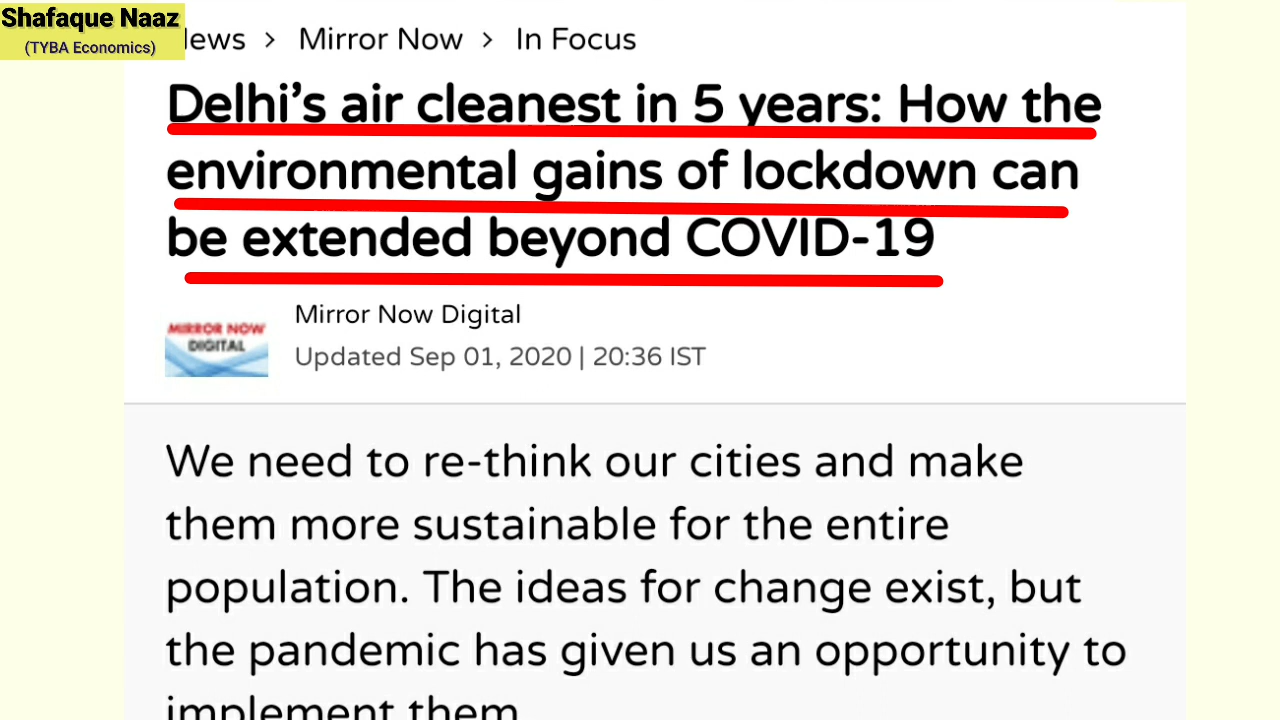 Shafaque Naaz
(TYBA Economics)
News > Mirror Now > In Focus
Delhi’s air cleanest in 5 years: How the
environmental gains of lockdown can
be extended beyond COVID-19
MIRROR NOW
DIGITAL
Mirror Now Digital
Updated Sep 01, 2020 | 20:36 IST
We need to re-think our cities and make
them more sustainable for the entire
population. The ideas for change exist, but
the pandemic has given us an opportunity to
implement them